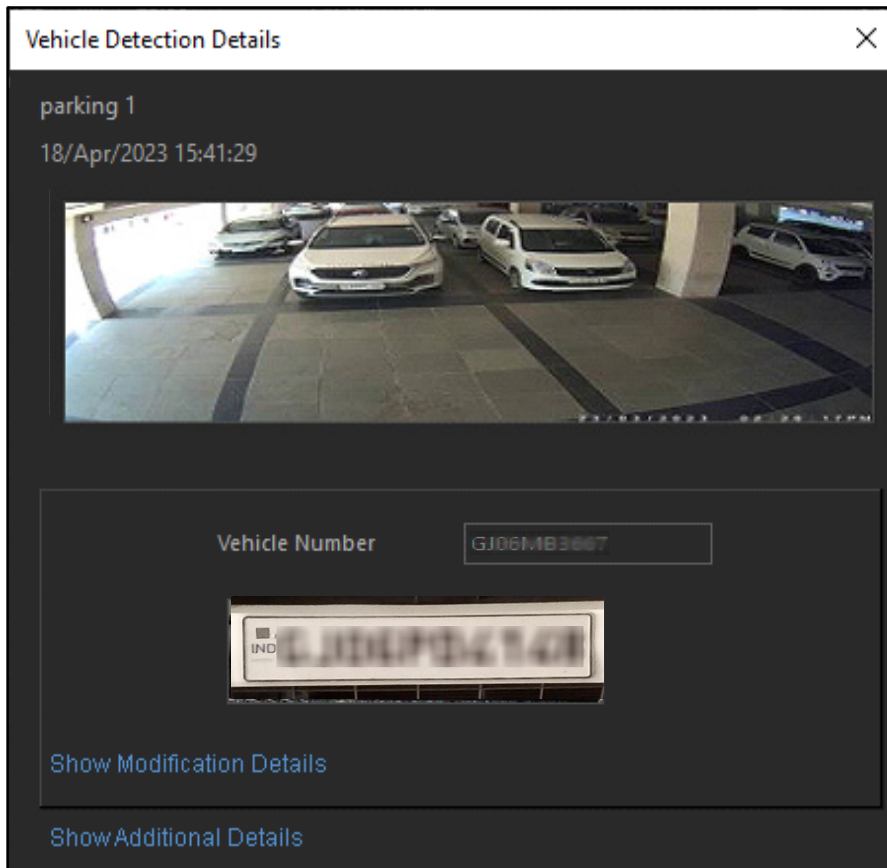 Vehicle Detection Details
parking 1
18/Apr/2023 15:41:29
Vehicle Number
IND
Show Modification Details
Show Additional Details